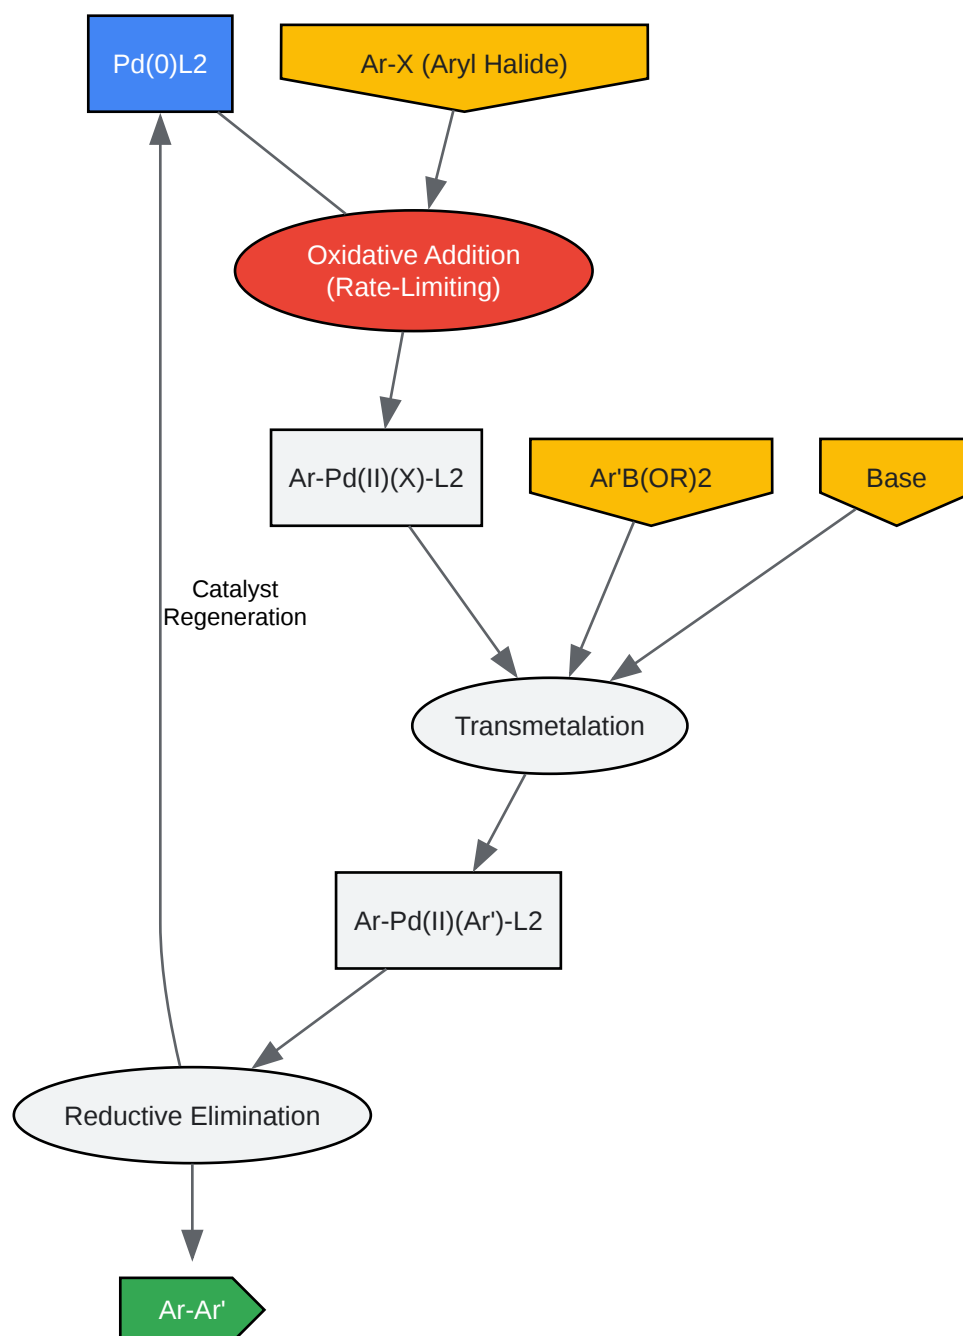 Pd(0)L2
Ar-X (Aryl Halide)
Oxidative Addition
(Rate-Limiting)
Ar-Pd(II)(X)-L2
Ar'B(OR)2
Base
Catalyst
Regeneration
Transmetalation
Ar-Pd(II)(Ar')-L2
Reductive Elimination
Ar-Ar'